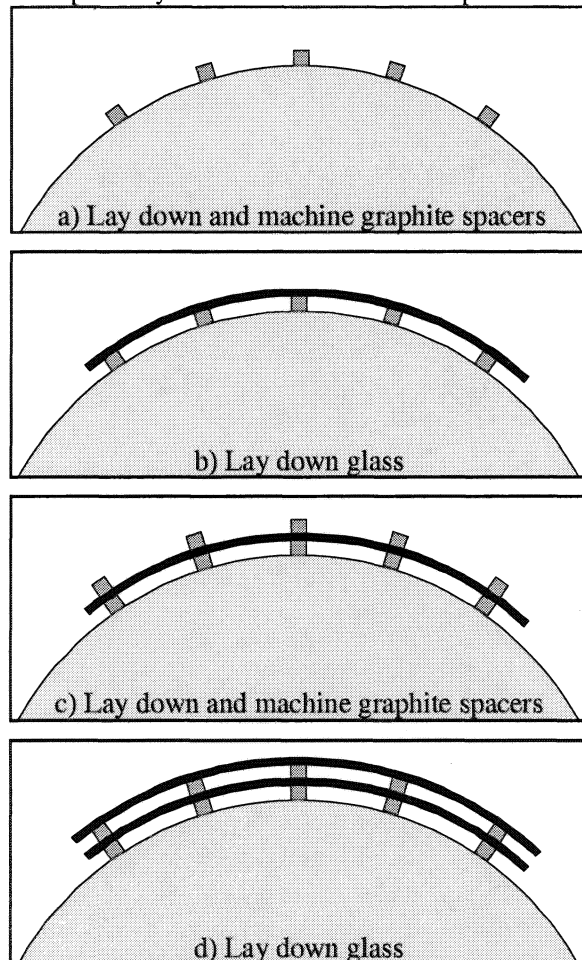 a) Lay down and machine graphite spacers
b) Lay down glass
c) Lay down and machine graphite spacers
d) Lay down glass